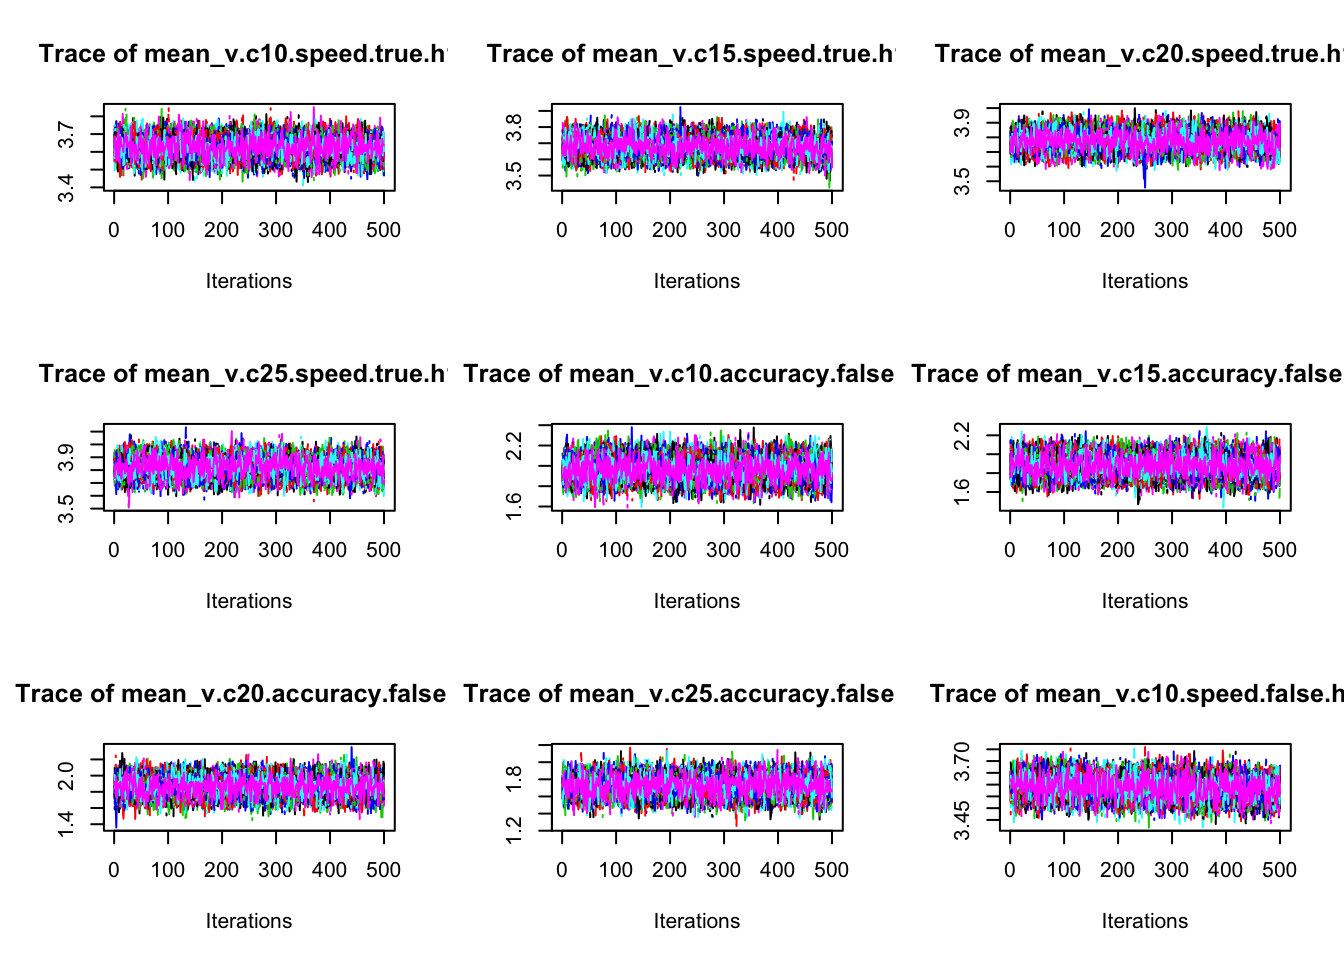 Trace of mean_v.c10.speed.true.h
Trace of mean_v.c15.speed.true.h
Trace of mean_v.c20.speed.true.h
3.7
3.4
0 100 200 300 400 500
Iterations
3.8
3.5
0 100 200 300 400 500
Iterations
3.9
3.5
0 100 200 300 400 500
Iterations
Trace of mean_v.c25.speed.true.h
Trace of mean_v.c10.accuracy.false
Trace of mean_v.c15.accuracy.false
3.9
3.5
0 100 200 300 400 500
Iterations
2.2
1.6
0 100 200 300 400 500
Iterations
2.2
1.6
0 100 200 300 400 500
Iterations
Trace of mean_v.c20.accuracy.false
Trace of mean_v.c25.accuracy.false
Trace of mean_v.c10.speed.false.h
2.0
1.4
0 100 200 300 400 500
Iterations
1.8
1.2
0 100 200 300 400 500
Iterations
3.70
3.45
0 100 200 300 400 500
Iterations